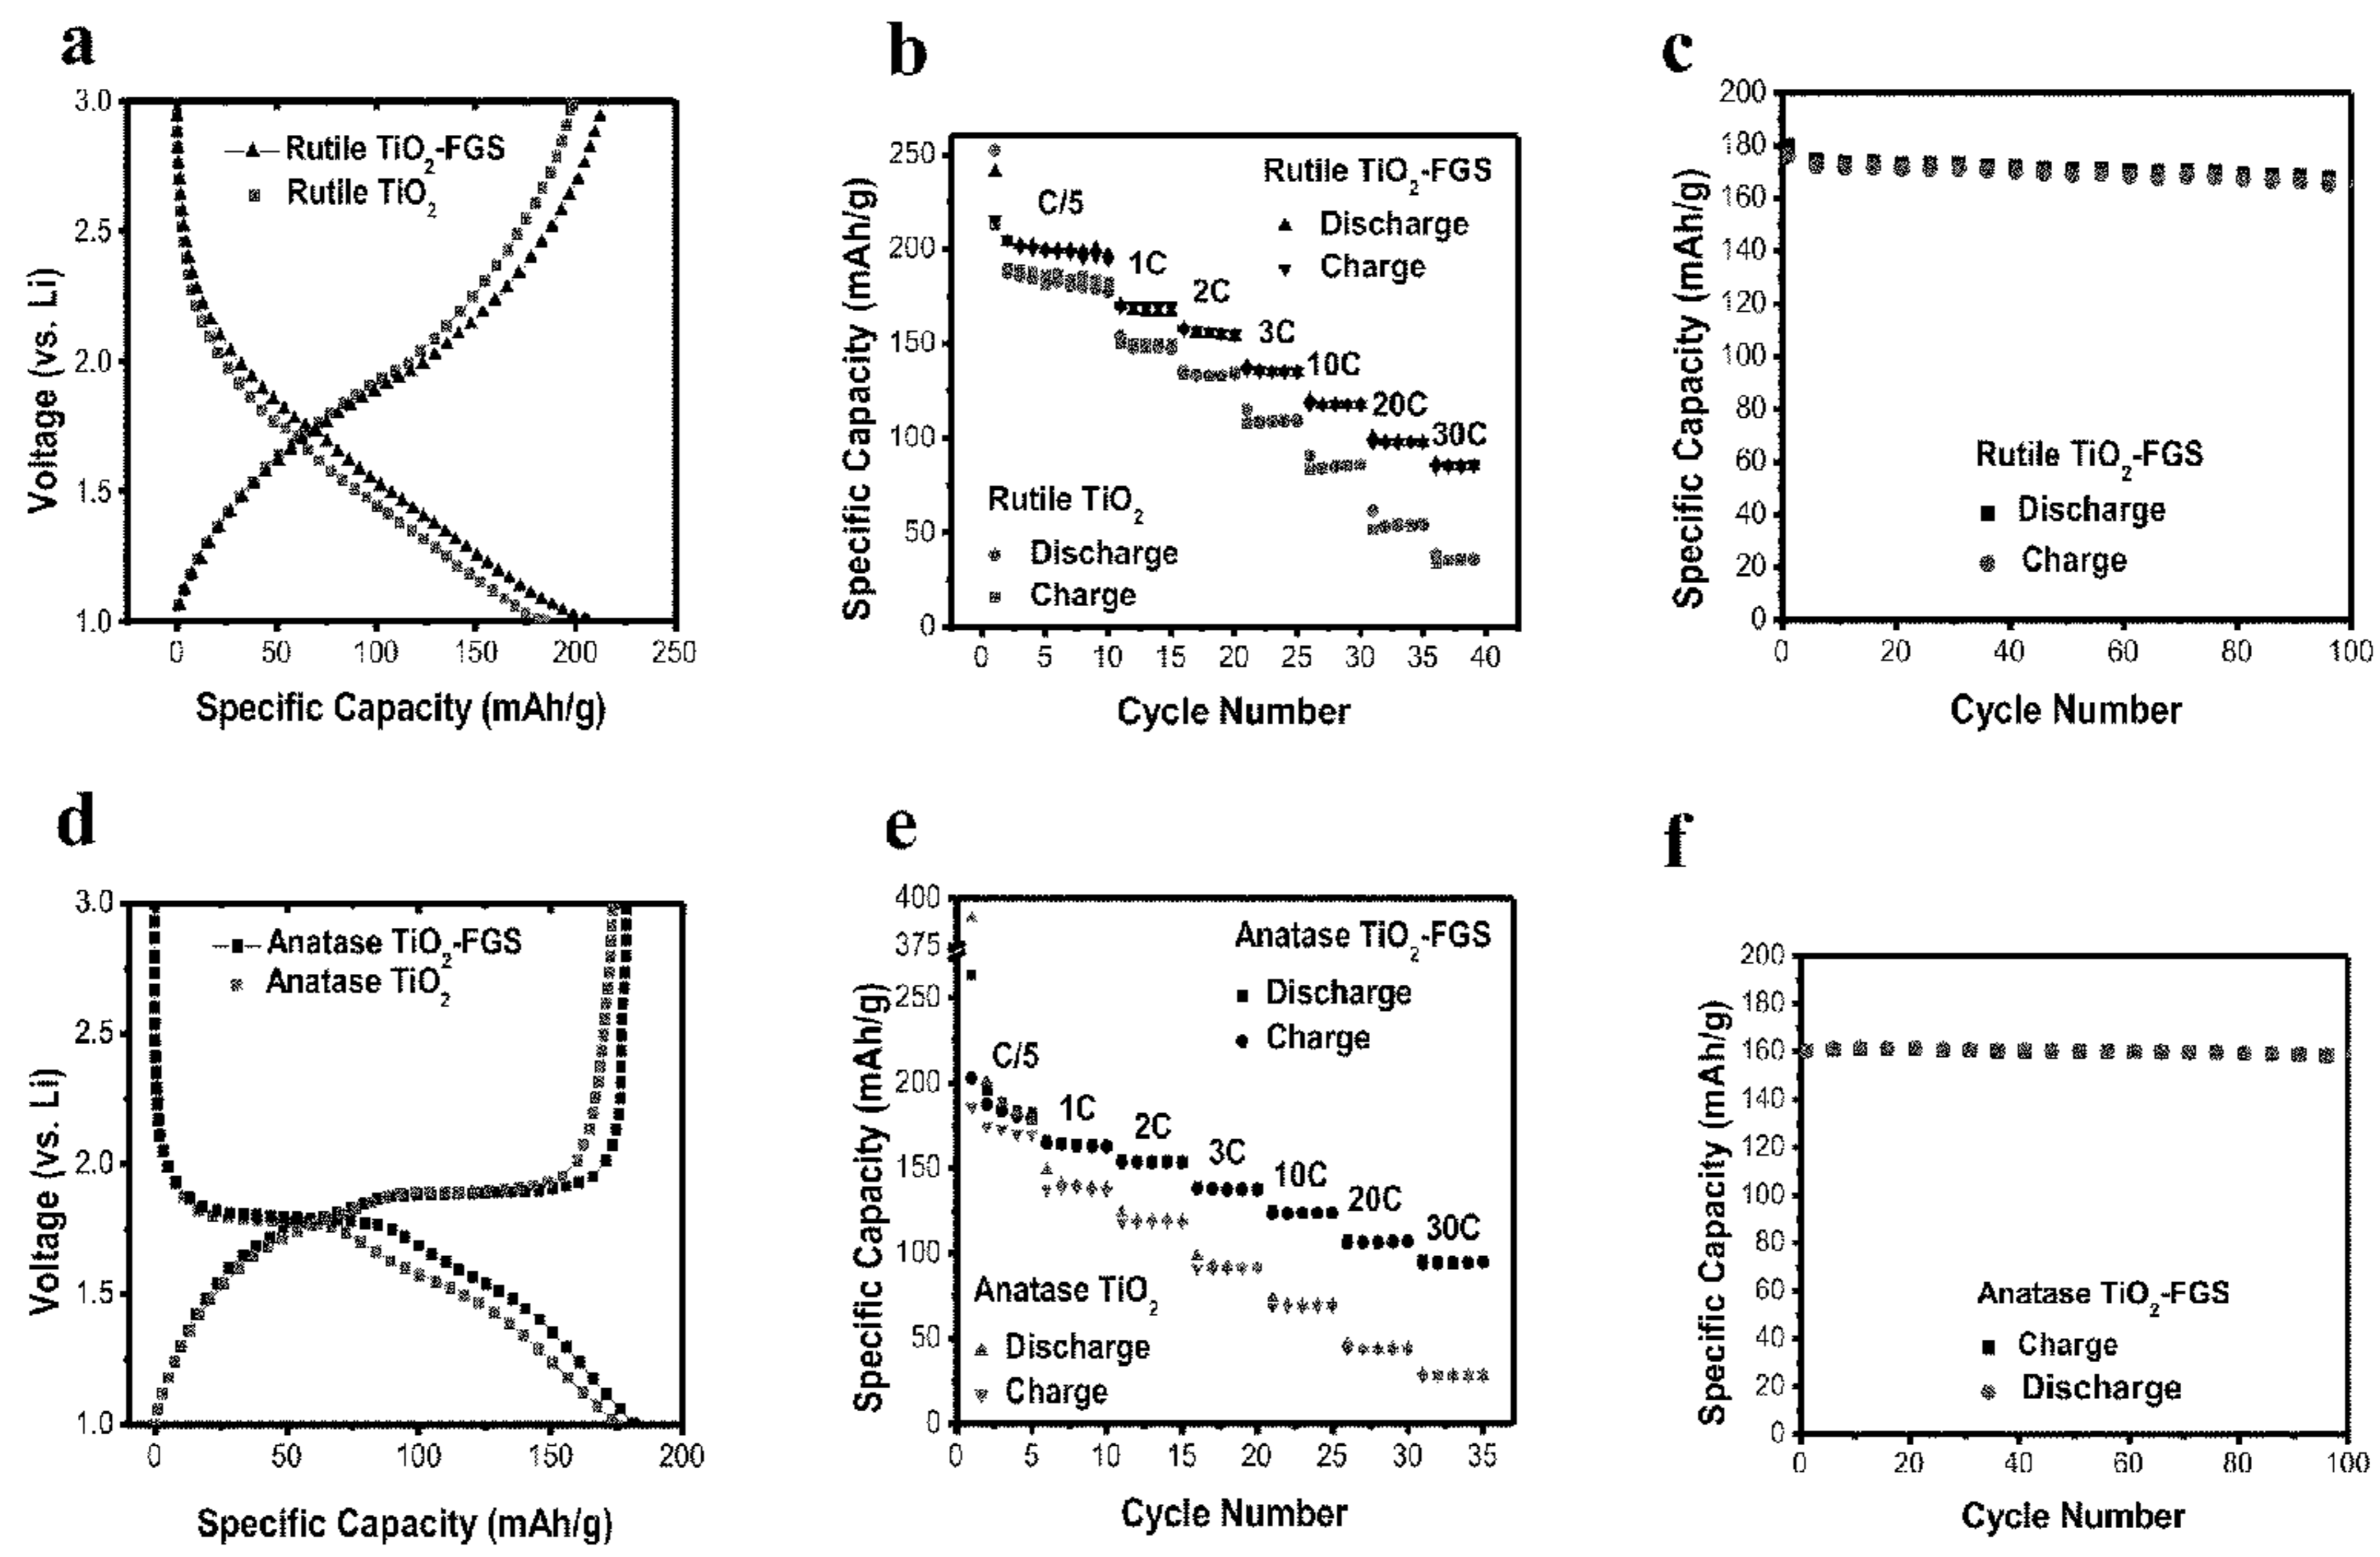 a
3.0
2.5
2.0
1.5
1.0
Voltage (vs. Li)
Rutile TiO2-FGS
Rutile TiO2
0 50 100 150 200 250
Specific Capacity (mAh/g)
b
250
200
150
100
50
0
Specific Capacity (mAh/g)
Rutile TiO2-FGS
Discharge
Charge
C/5
1C
2C
3C
10C
20C
30C
Rutile TiO2
Discharge
Charge
0 5 10 15 20 25 30 35 40
Cycle Number
c
200
180
160
140
120
100
80
60
40
20
0
Specific Capacity (mAh/g)
Rutile TiO2-FGS
Discharge
Charge
0 20 40 60 80 100
Cycle Number
d
3.0
2.5
2.0
1.5
1.0
Voltage (vs. Li)
Anatase TiO2-FGS
Anatase TiO2
0 50 100 150 200
Specific Capacity (mAh/g)
e
400
375
250
200
150
100
50
0
Specific Capacity (mAh/g)
Anatase TiO2-FGS
Discharge
Charge
C/5
1C
2C
3C
10C
20C
30C
Anatase TiO2
Discharge
Charge
0 5 10 15 20 25 30 35
Cycle Number
f
200
180
160
140
120
100
80
60
40
20
0
Specific Capacity (mAh/g)
Anatase TiO2-FGS
Charge
Discharge
0 20 40 60 80 100
Cycle Number